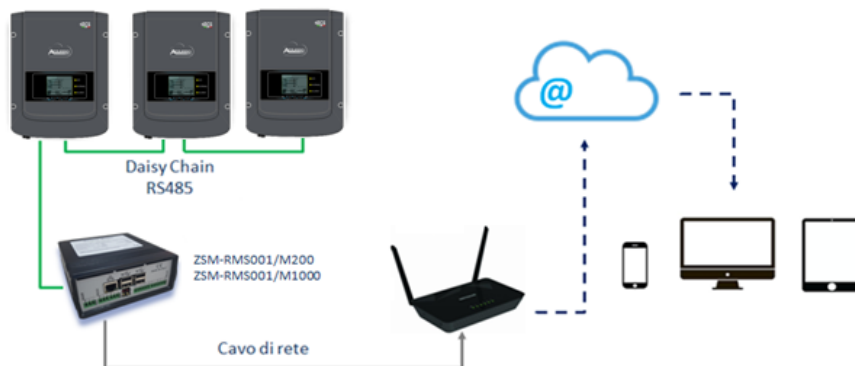 Daisy Chain
RS485
ZSM-RMS001/M200
ZSM-RMS001/M1000
@
Cavo di rete